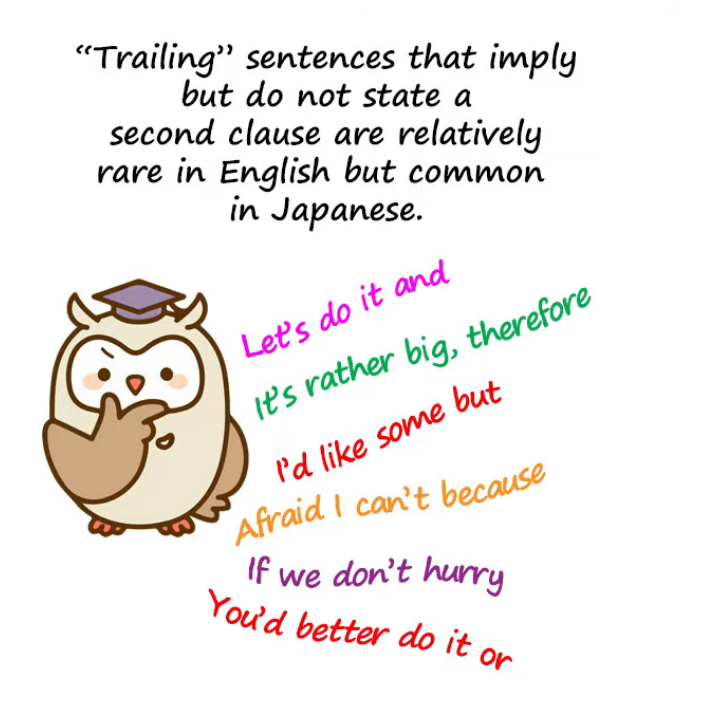 “Trailing” sentences that imply
but do not state a
second clause are relatively
rare in English but common
in Japanese.
Let's do it and
It's rather big, therefore
I'd like some but
Afraid I can't because
If we don't hurry
You'd better do it or